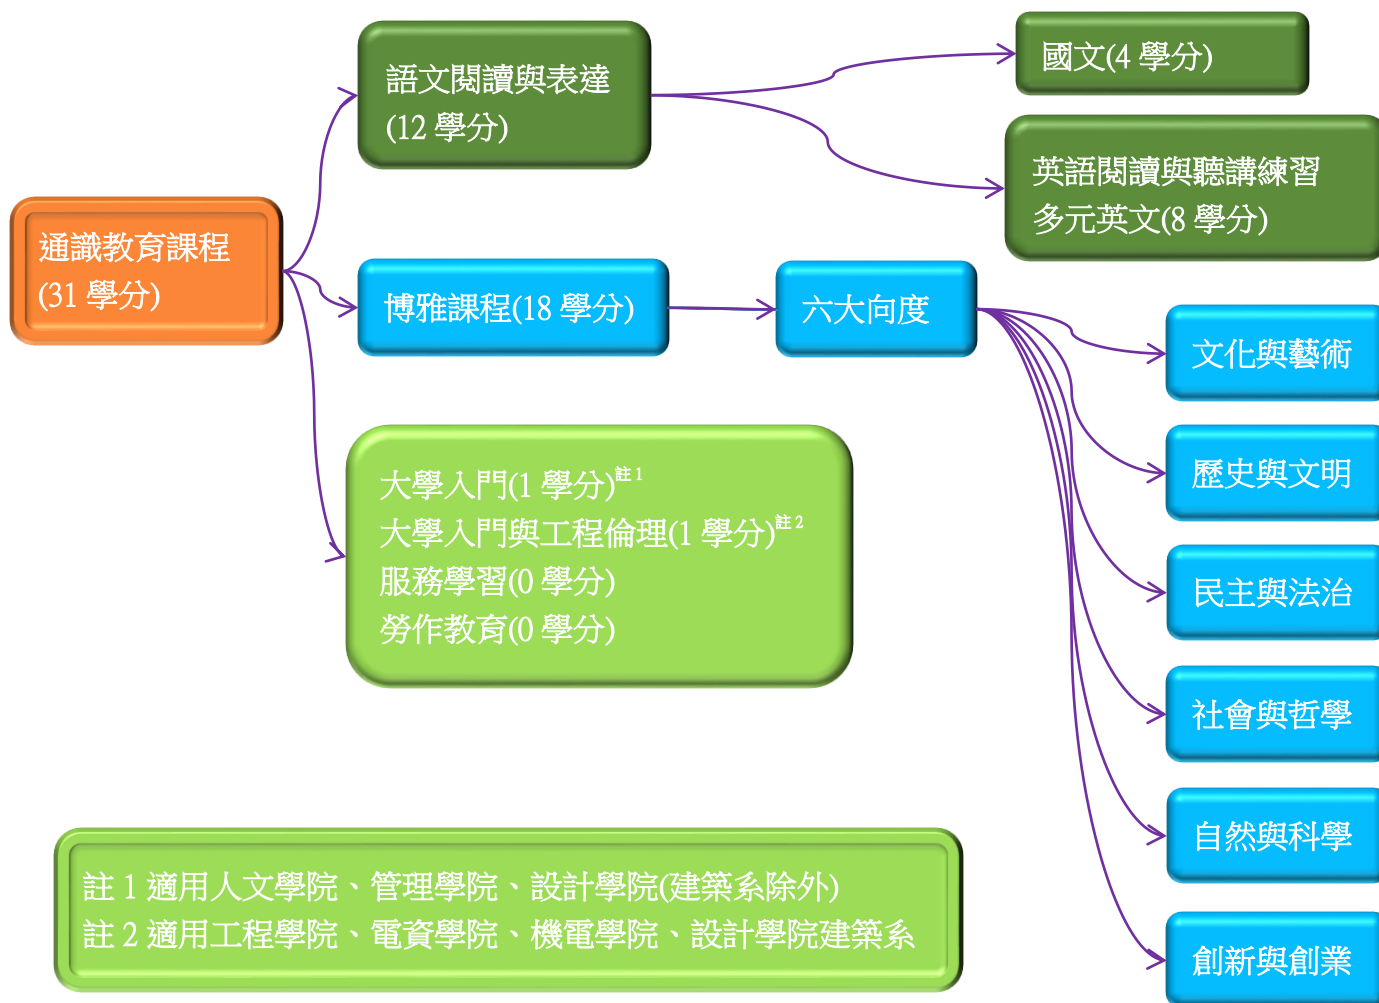 通識教育課程
(31 學分)
語文閱讀與表達
(12 學分)
國文(4 學分)
英語閱讀與聽講練習
多元英文(8 學分)
博雅課程(18 學分)
六大向度
文化與藝術
歷史與文明
民主與法治
社會與哲學
自然與科學
創新與創業
大學入門(1 學分)註 1
大學入門與工程倫理(1 學分)註 2
服務學習(0 學分)
勞作教育(0 學分)
註 1 適用人文學院、管理學院、設計學院(建築系除外)
註 2 適用工程學院、電資學院、機電學院、設計學院建築系